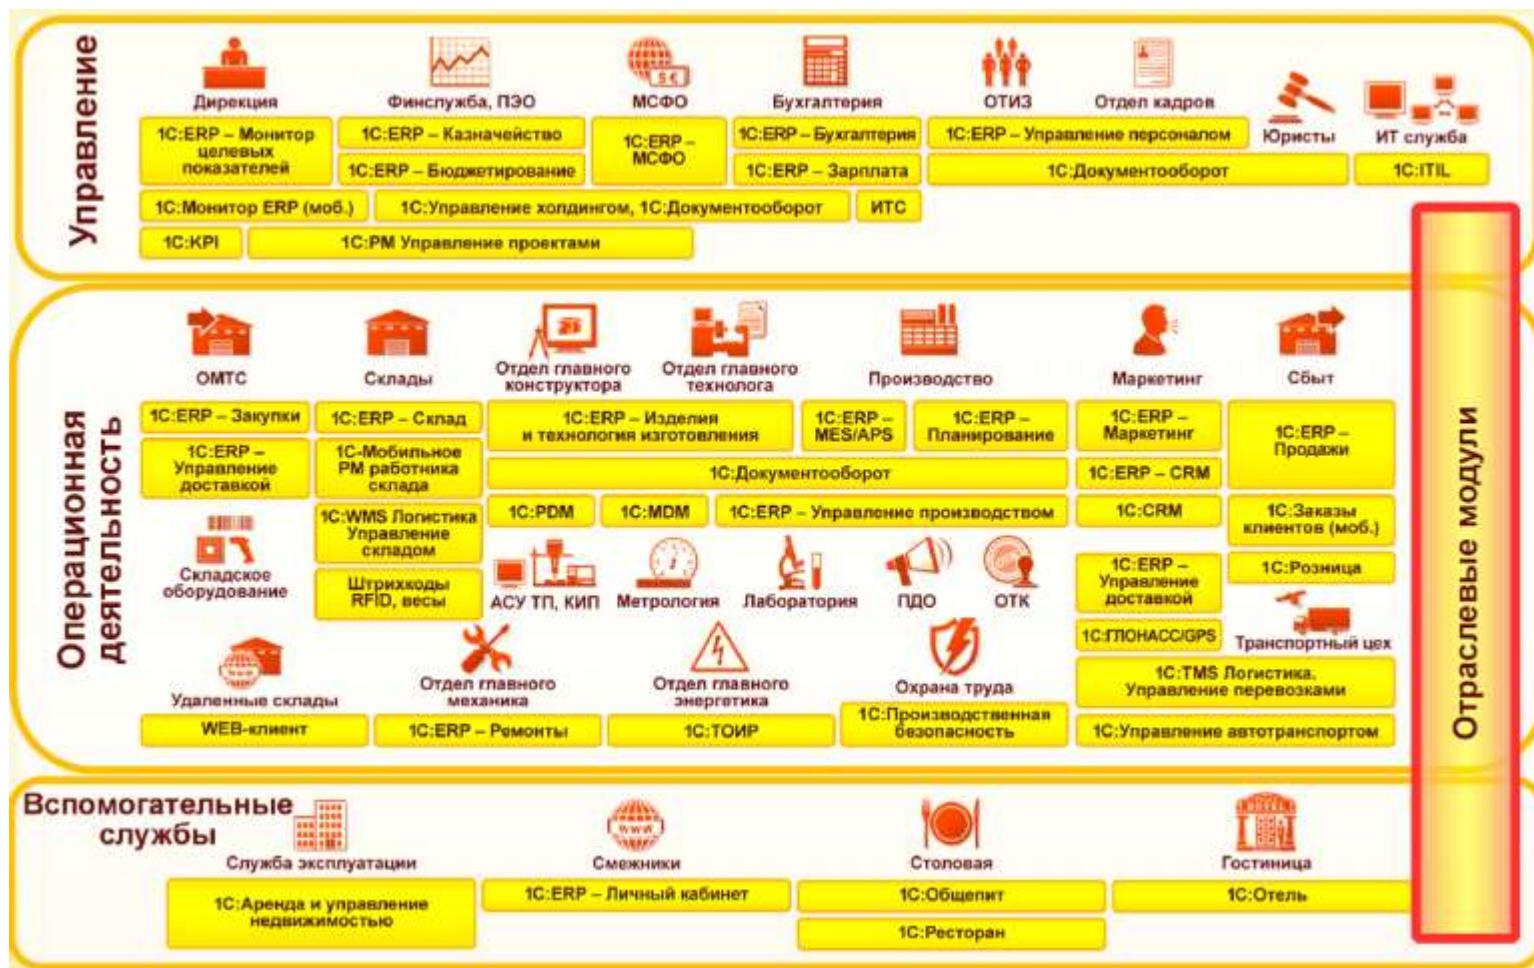 Управление
Дирекция
Финслужба, ПЭО
МСФО
Бухгалтерия
ОТИЗ
Отдел кадров
Юристы
ИТ служба
1С:ERP – Монитор
целевых
показателей
1С:ERP – Казначейство
1С:ERP – Бюджетирование
1С:ERP –
МСФО
1С:ERP – Бухгалтерия
1С:ERP – Зарплата
1С:ERP – Управление персоналом
1С:Документооборот
1С:ITIL
1С:Монитор ERP (моб.)
1С:Управление холдингом, 1С:Документооборот
ИТС
1С:KPI
1С:PM Управление проектами
Операционная
деятельность
ОМТС
Склады
Отдел главного
конструктора
Отдел главного
технолога
Производство
Маркетинг
Сбыт
1С:ERP – Закупки
1С:ERP –
Управление
доставкой
1С:ERP – Склад
1С-Мобильное
РМ работника
склада
1С:WMS Логистика
Управление
складом
Штрихкоды
RFID, весы
1С:ERP – Изделия
и технология изготовления
1С:ERP –
MES/APS
1С:ERP –
Планирование
1С:Документооборот
1С:PDM
1С:MDM
1С:ERP – Управление производством
1С:ERP –
Маркетинг
1С:ERP – CRM
1С:CRM
1С:ERP –
Продажи
1С:Заказы
клиентов (моб.)
1С:Розница
Складское
оборудование
АСУ ТП, КИП
Метрология
Лаборатория
ПДО
ОТК
1С:ERP –
Управление
доставкой
1С:ГЛОНАСС/GPS
Транспортный цех
1С:TMS Логистика.
Управление перевозками
1С:Управление автотранспортом
www
Удаленные склады
WEB-клиент
Отдел главного
механика
1С:ERP – Ремонты
Отдел главного
энергетика
1С:ТОИР
Охрана труда
1С:Производственная
безопасность
Вспомогательные
службы
Служба эксплуатации
1С:Аренда и управление
недвижимостью
www
Смежники
1С:ERP – Личный кабинет
Столовая
1С:Общепит
1С:Ресторан
Гостиница
1С:Отель
Отраслевые модули